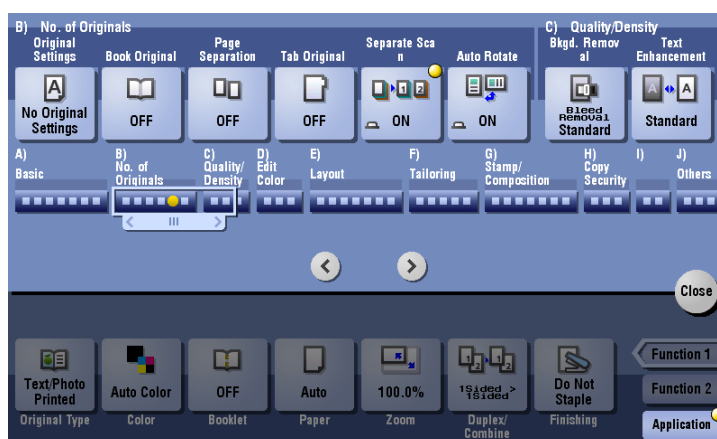 B) No. of Originals
C) Quality/Density
Original
Settings
Book Original
Page
Separation
Tab Original
Separate Sca
n
Auto Rotate
Bkgd. Remov
al
Text
Enhancement
No Original
Settings
OFF
OFF
OFF
ON
ON
Bleed
Removal
Standard
Standard
A)
Basic
B)
No. of
Originals
C)
Quality/
Density
D)
Edit
Color
E)
Layout
F)
Tailoring
G)
Stamp/
Composition
H)
Copy
Security
I)
J)
Others
Close
Text/Photo
Printed
Auto Color
OFF
Auto
100.0%
1Sided >
1Sided
Do Not
Staple
Original Type
Color
Booklet
Paper
Zoom
Duplex/
Combine
Finishing
Function 1
Function 2
Application